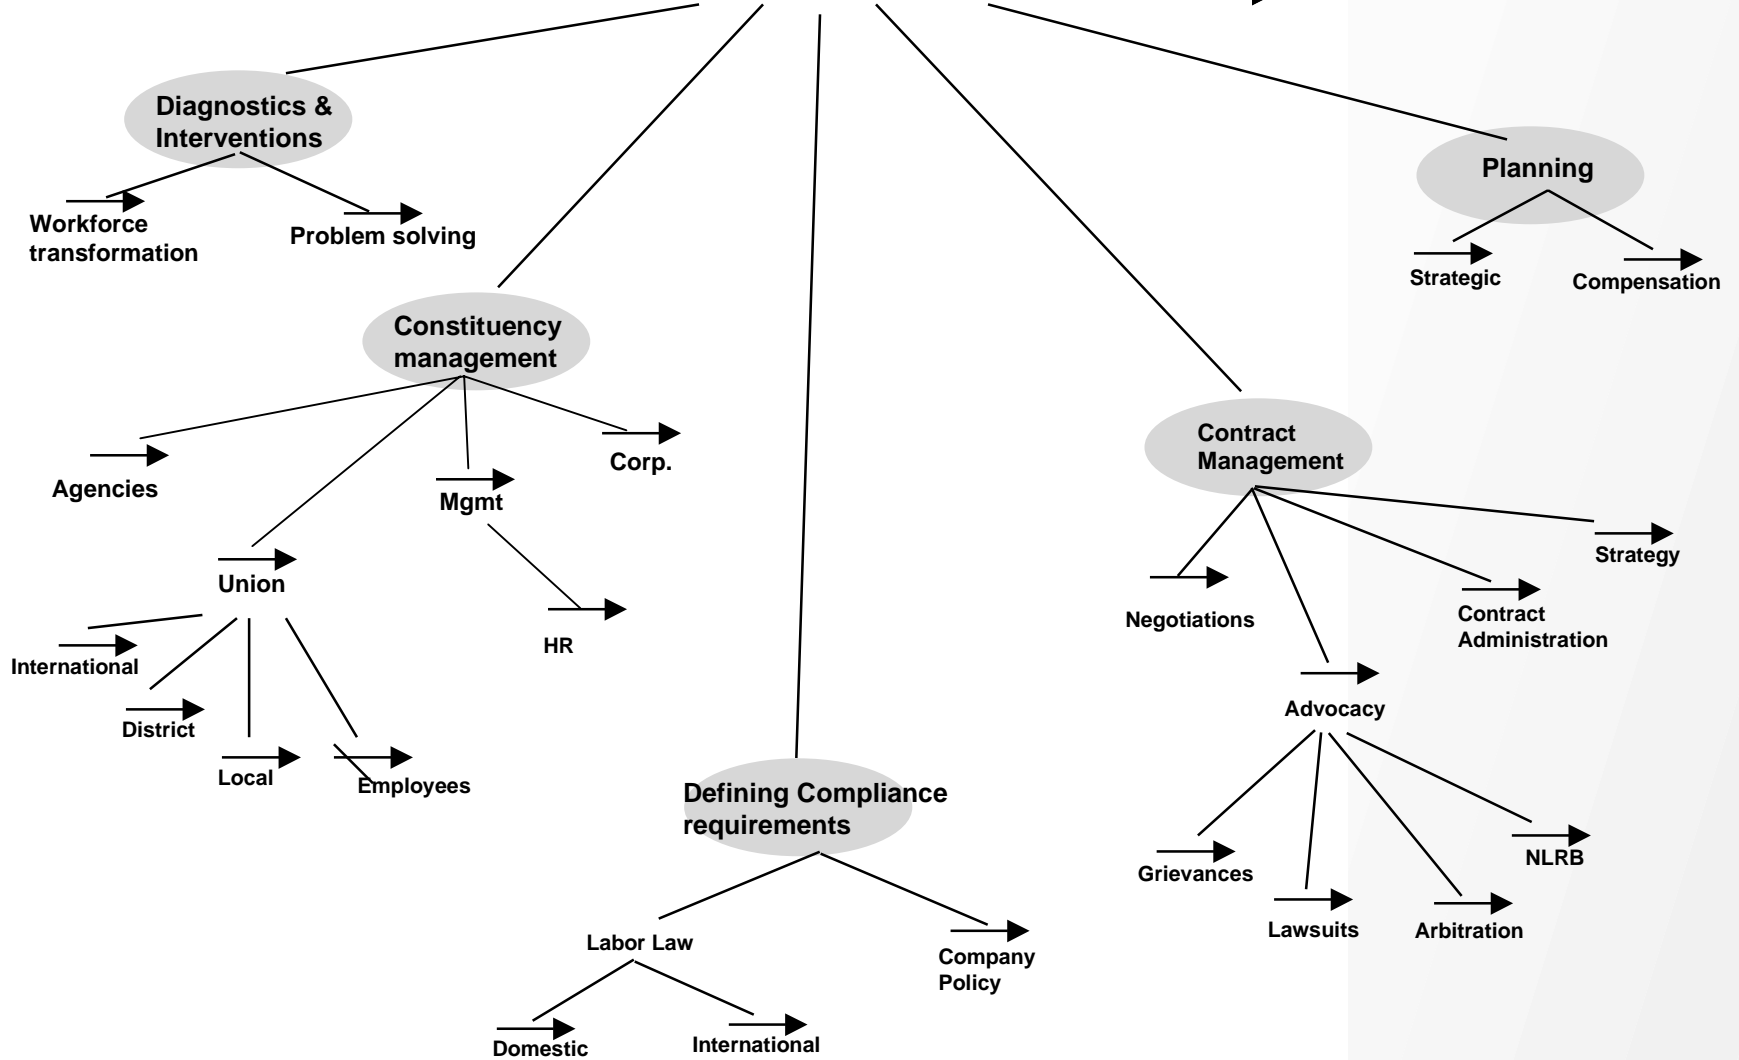 Diagnostics &
Interventions
Workforce
transformation
Problem solving
Planning
Strategic
Compensation
Constituency
management
Agencies
Corp.
Mgmt
Union
HR
International
District
Local
Employees
Contract
Management
Strategy
Negotiations
Contract
Administration
Advocacy
Grievances
Lawsuits
Arbitration
NLRB
Defining Compliance
requirements
Labor Law
Company
Policy
Domestic
International